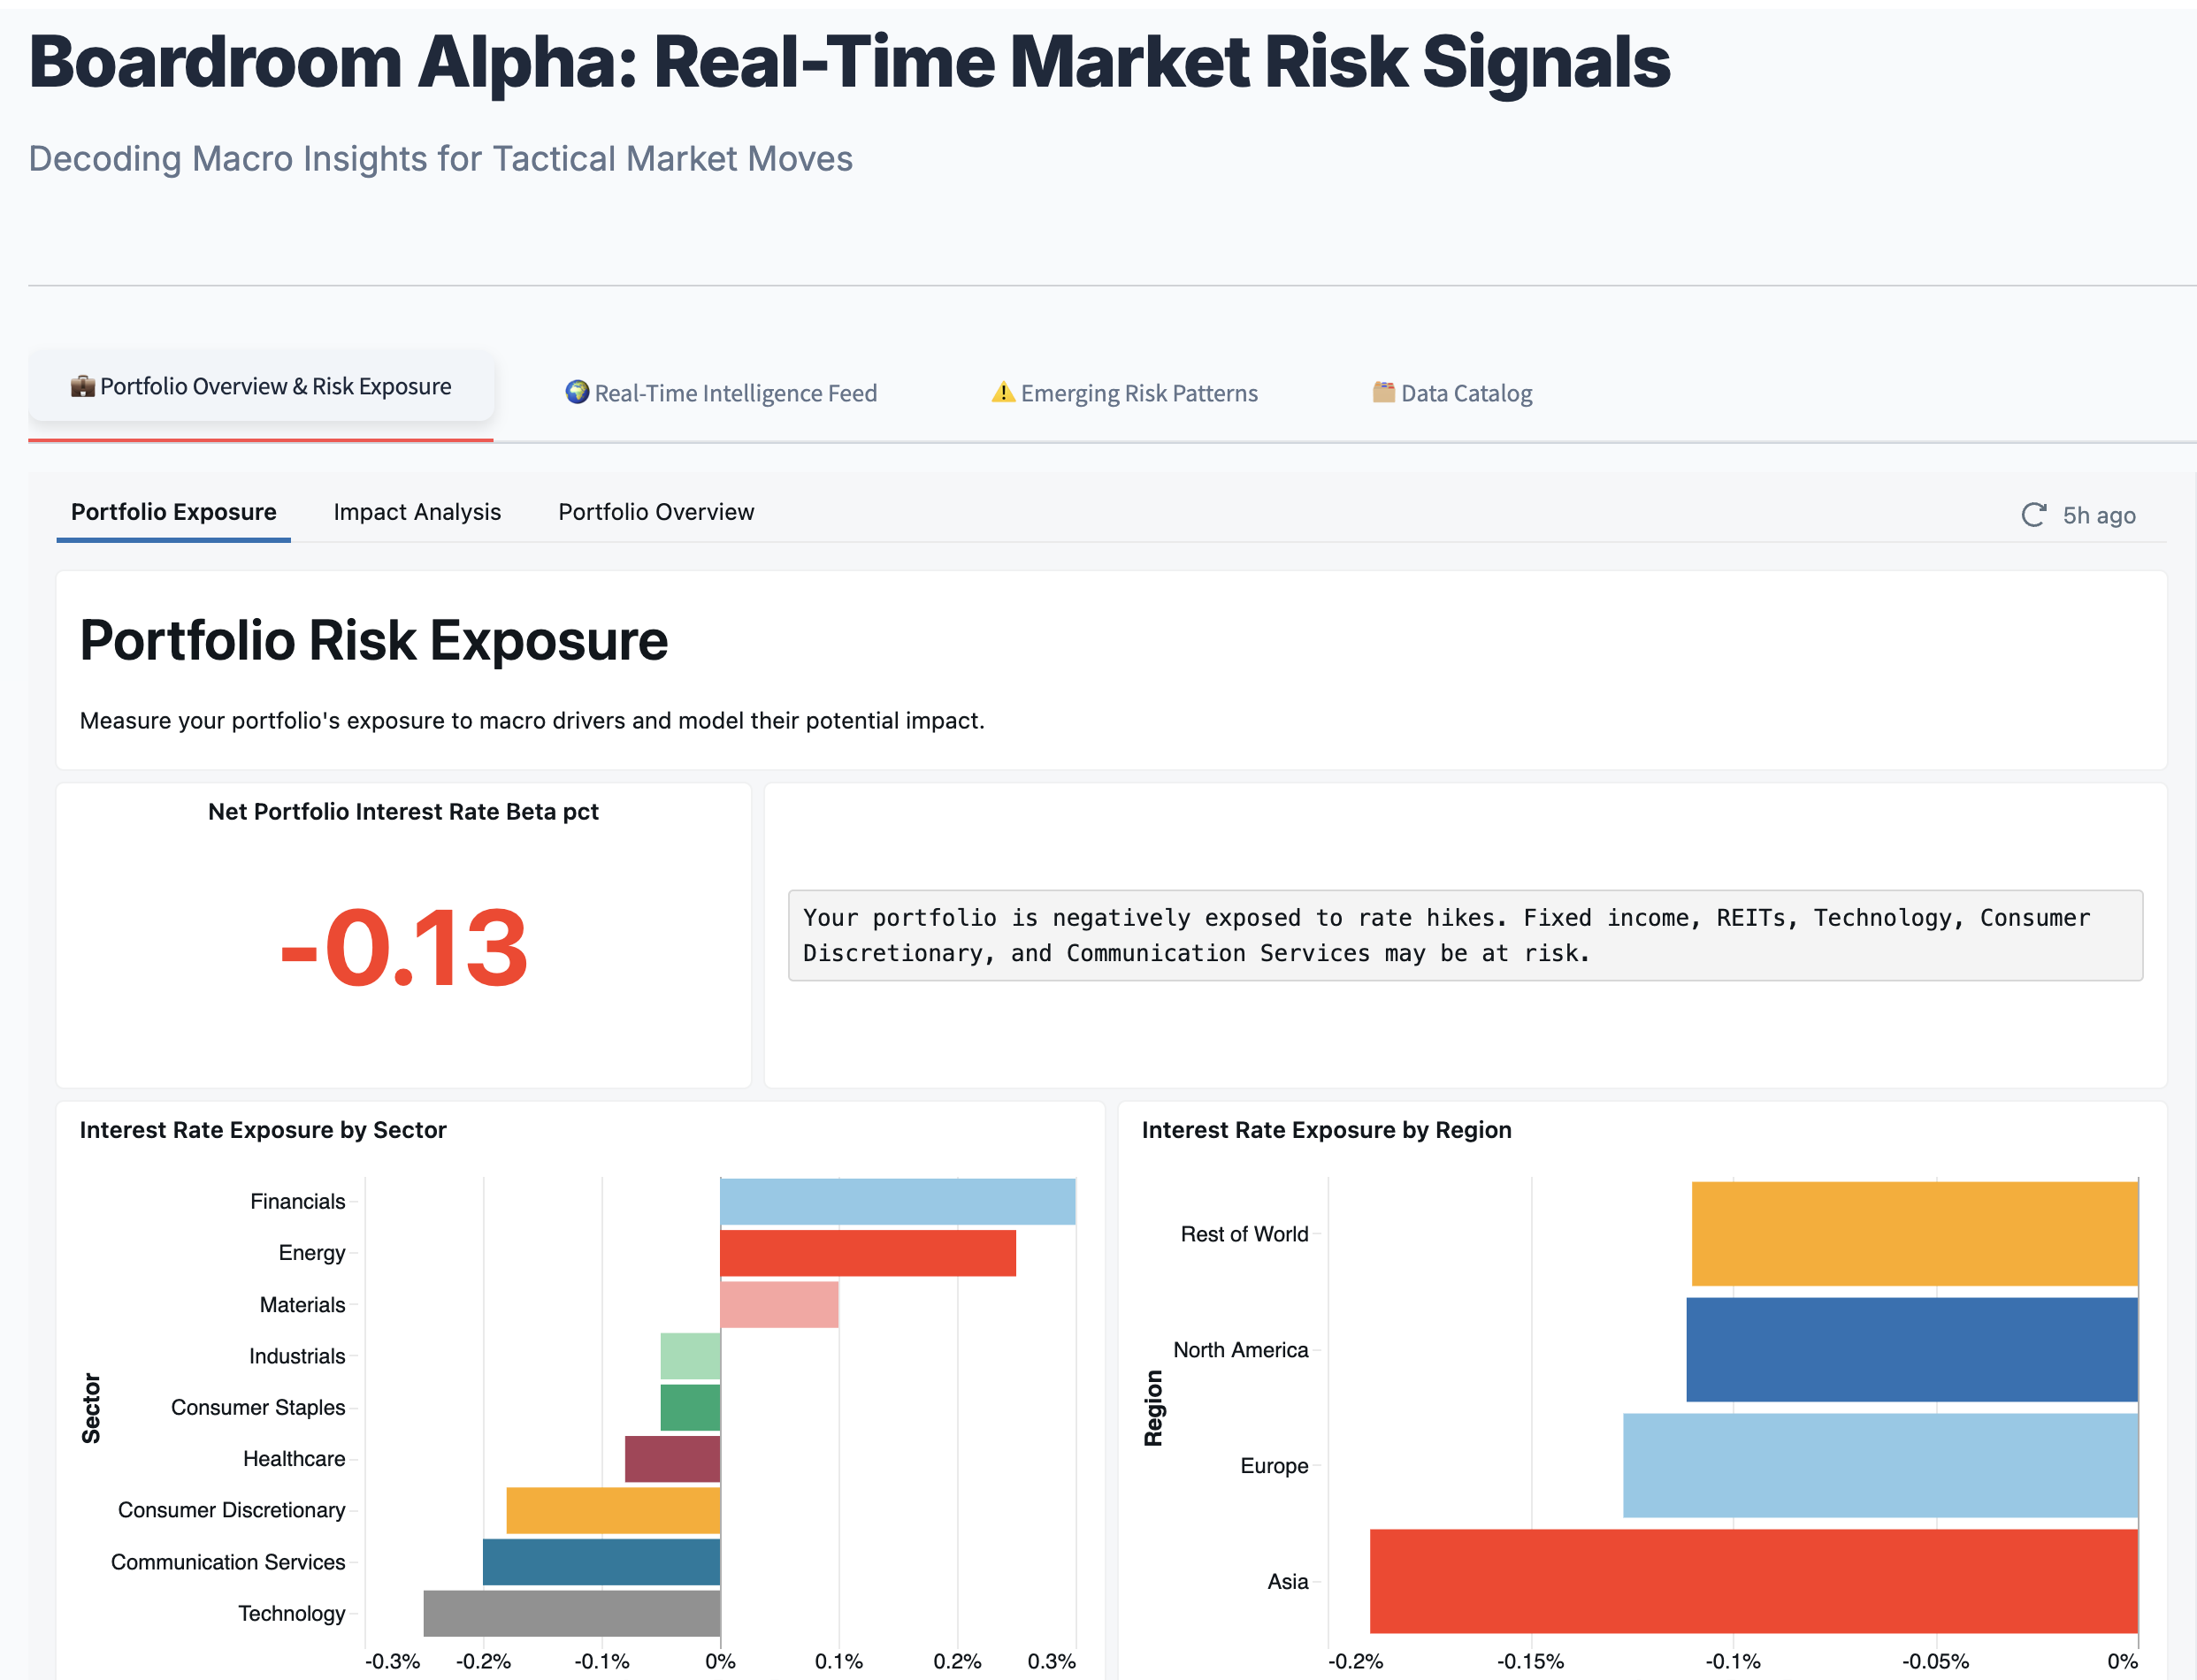 Boardroom Alpha: Real-Time Market Risk Signals
Decoding Macro Insights for Tactical Market Moves
Portfolio Overview & Risk Exposure
Real-Time Intelligence Feed
Emerging Risk Patterns
Data Catalog
Portfolio Exposure
Impact Analysis
Portfolio Overview
5h ago
Portfolio Risk Exposure
Measure your portfolio's exposure to macro drivers and model their potential impact.
Net Portfolio Interest Rate Beta pct
-0.13
Your portfolio is negatively exposed to rate hikes. Fixed income, REITs, Technology, Consumer
Discretionary, and Communication Services may be at risk.
Interest Rate Exposure by Sector
Sector
Financials
Energy
Materials
Industrials
Consumer Staples
Healthcare
Consumer Discretionary
Communication Services
Technology
-0.3% -0.2% -0.1% 0% 0.1% 0.2% 0.3%
Interest Rate Exposure by Region
Region
Rest of World
North America
Europe
Asia
-0.2% -0.15% -0.1% -0.05% 0%